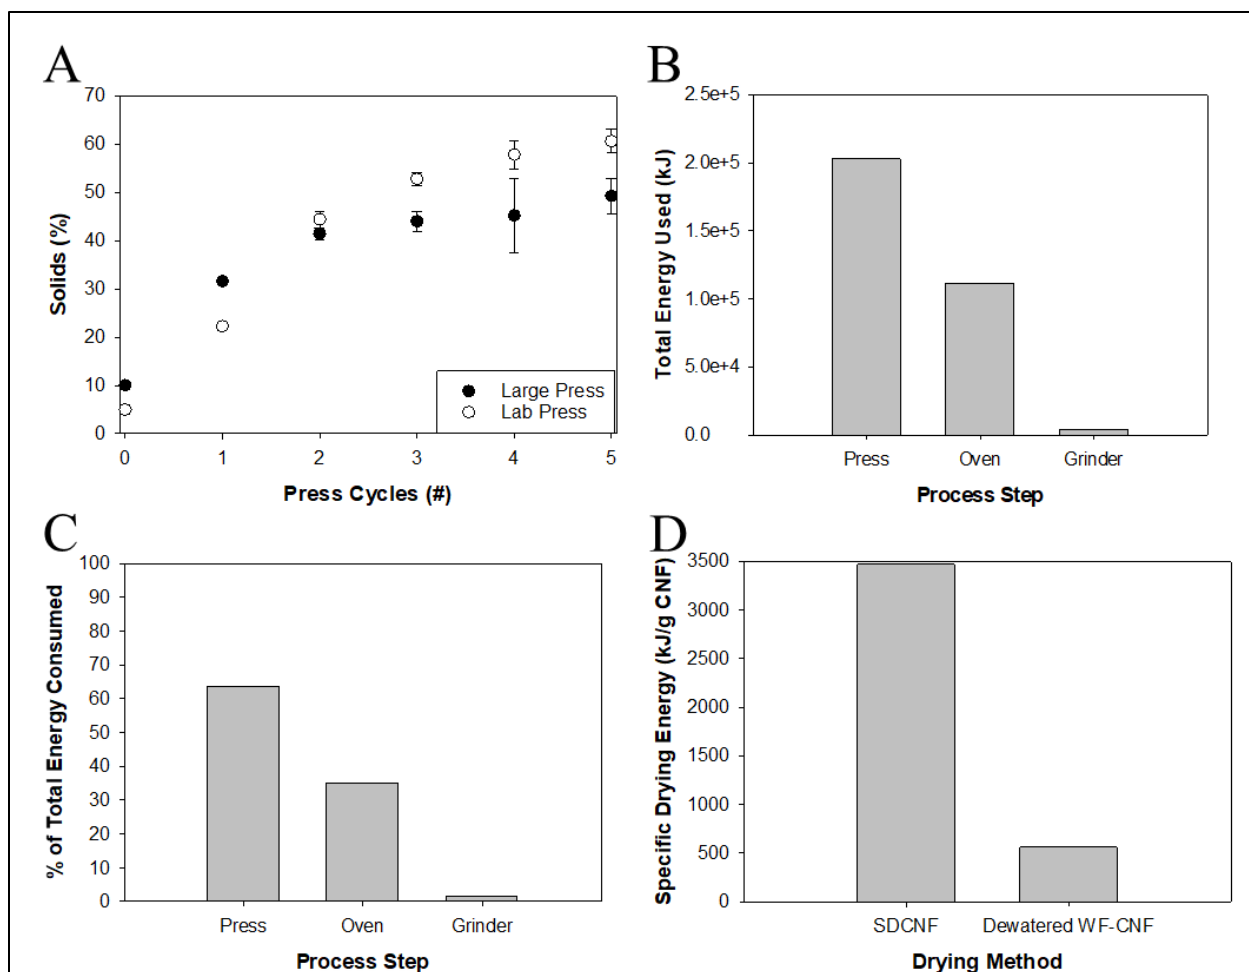 A
Solids (%)
70
60
50
40
30
20
10
0
0 1 2 3 4 5
Press Cycles (#)
Large Press
Lab Press
B
Total Energy Used (kJ)
2.5e+5
2.0e+5
1.5e+5
1.0e+5
5.0e+4
0.0
Press Oven Grinder
Process Step
C
% of Total Energy Consumed
100
90
80
70
60
50
40
30
20
10
0
Press Oven Grinder
Process Step
D
Specific Drying Energy (kJ/g CNF)
3500
3000
2500
2000
1500
1000
500
0
SDCNF Dewatered WF-CNF
Drying Method